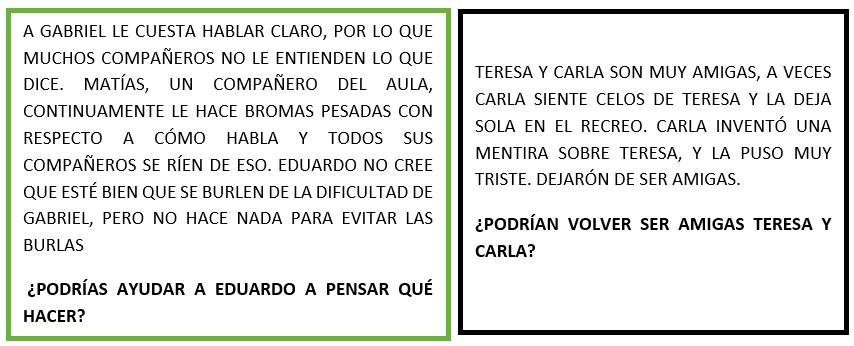 A GABRIEL LE CUESTA HABLAR CLARO, POR LO QUE
MUCHOS COMPAÑEROS NO LE ENTIENDEN LO QUE
DICE. MATÍAS, UN COMPAÑERO DEL AULA,
CONTINUAMENTE LE HACE BROMAS PESADAS CON
RESPECTO A CÓMO HABLA Y TODOS SUS
COMPAÑEROS SE RÍEN DE ESO. EDUARDO NO CREE
QUE ESTÉ BIEN QUE SE BURLEN DE LA DIFICULTAD DE
GABRIEL, PERO NO HACE NADA PARA EVITAR LAS
BURLAS
¿PODRÍAS AYUDAR A EDUARDO A PENSAR QUÉ
HACER?
TERESA Y CARLA SON MUY AMIGAS, A VECES
CARLA SIENTE CELOS DE TERESA Y LA DEJA
SOLA EN EL RECREO. CARLA INVENTÓ UNA
MENTIRA SOBRE TERESA, Y LA PUSO MUY
TRISTE. DEJARÓN DE SER AMIGAS.
¿PODRÍAN VOLVER SER AMIGAS TERESA Y
CARLA?